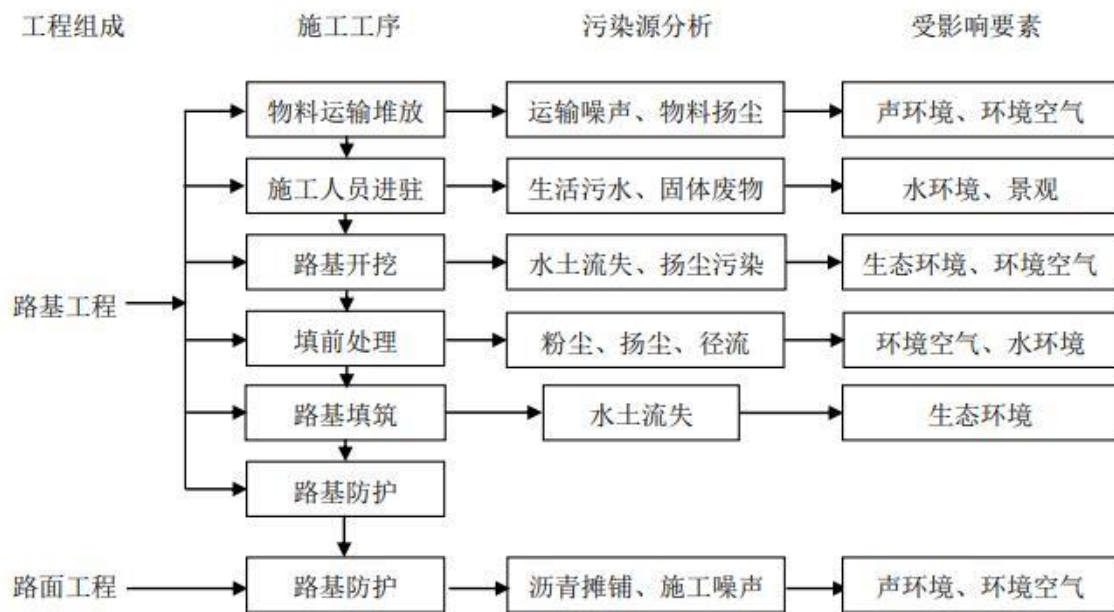 工程组成 施工工序 污染源分析 受影响要素
物料运输堆放 运输噪声、物料扬尘 声环境、环境空气
施工人员进驻 生活污水、固体废物 水环境、景观
路基开挖 水土流失、扬尘污染 生态环境、环境空气
路基工程
填前处理 粉尘、扬尘、径流 环境空气、水环境
路基填筑 水土流失 生态环境
路基防护
路面工程 路基防护 沥青摊铺、施工噪声 声环境、环境空气